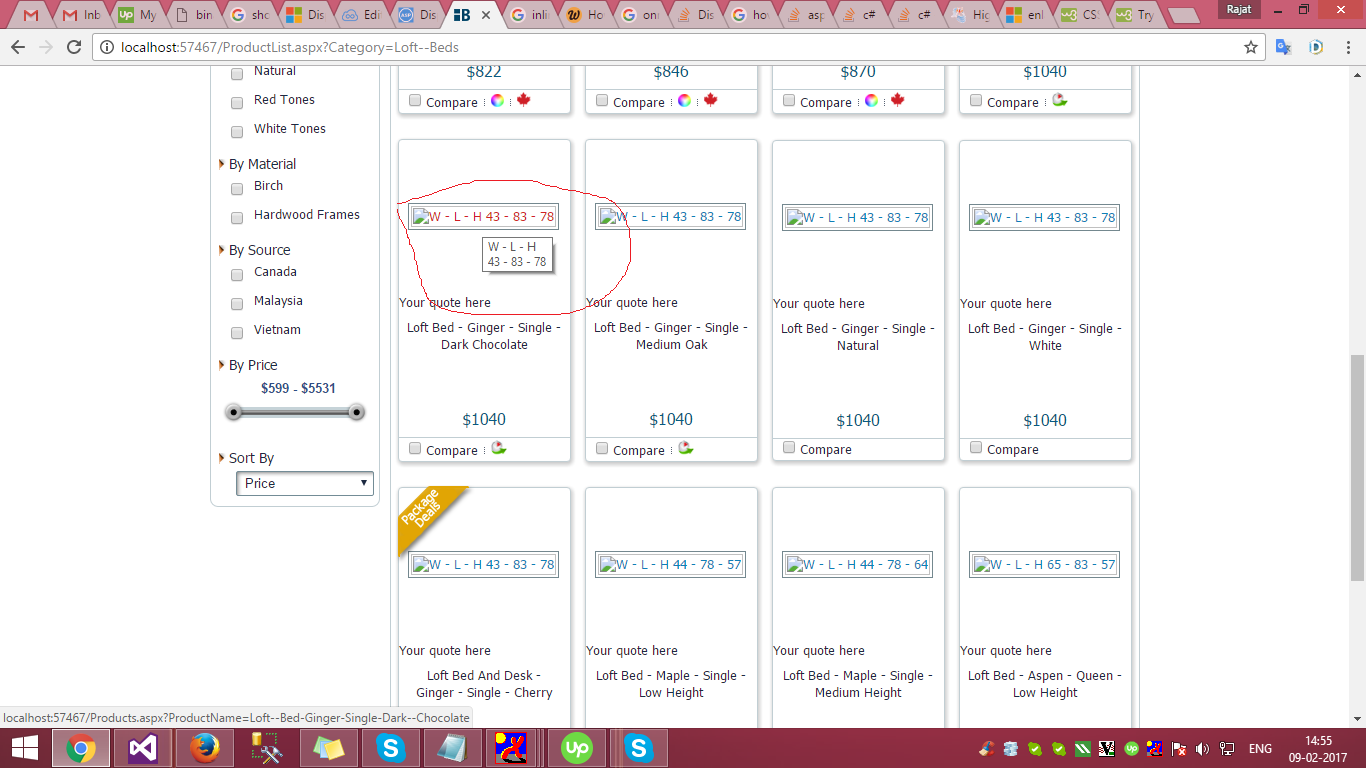 Rajat
M
M Inb
Up My
bin
G sho
Dis
Edi
Dis
B
G inli
W Ho
G on
Dis
G ho
asp
c#
c#
Hig
enl
w3 CSS
w3 Try
localhost:57467/ProductList.aspx?Category=Loft--Beds
Natural
Red Tones
White Tones
By Material
Birch
Hardwood Frames
By Source
Canada
Malaysia
Vietnam
By Price
$599 - $5531
Sort By
Price
$822
$846
$870
$1040
Compare
Compare
Compare
Compare
W - L - H 43 - 83 - 78
W - L - H 43 - 83 - 78
W - L - H 43 - 83 - 78
W - L - H 43 - 83 - 78
W - L - H
43 - 83 - 78
Your quote here
Your quote here
Your quote here
Your quote here
Loft Bed - Ginger - Single -
Dark Chocolate
Loft Bed - Ginger - Single -
Medium Oak
Loft Bed - Ginger - Single -
Natural
Loft Bed - Ginger - Single -
White
$1040
$1040
$1040
$1040
Compare
Compare
Compare
Compare
Package
Deals
W - L - H 43 - 83 - 78
W - L - H 44 - 78 - 57
W - L - H 44 - 78 - 64
W - L - H 65 - 83 - 57
Your quote here
Your quote here
Your quote here
Your quote here
Loft Bed And Desk -
Ginger - Single - Cherry
Loft Bed - Maple - Single -
Low Height
Loft Bed - Maple - Single -
Medium Height
Loft Bed - Aspen - Queen -
Low Height
localhost:57467/Products.aspx?ProductName=Loft--Bed-Ginger-Single-Dark--Chocolate
S
Up
S
Up
ENG
14:55
09-02-2017